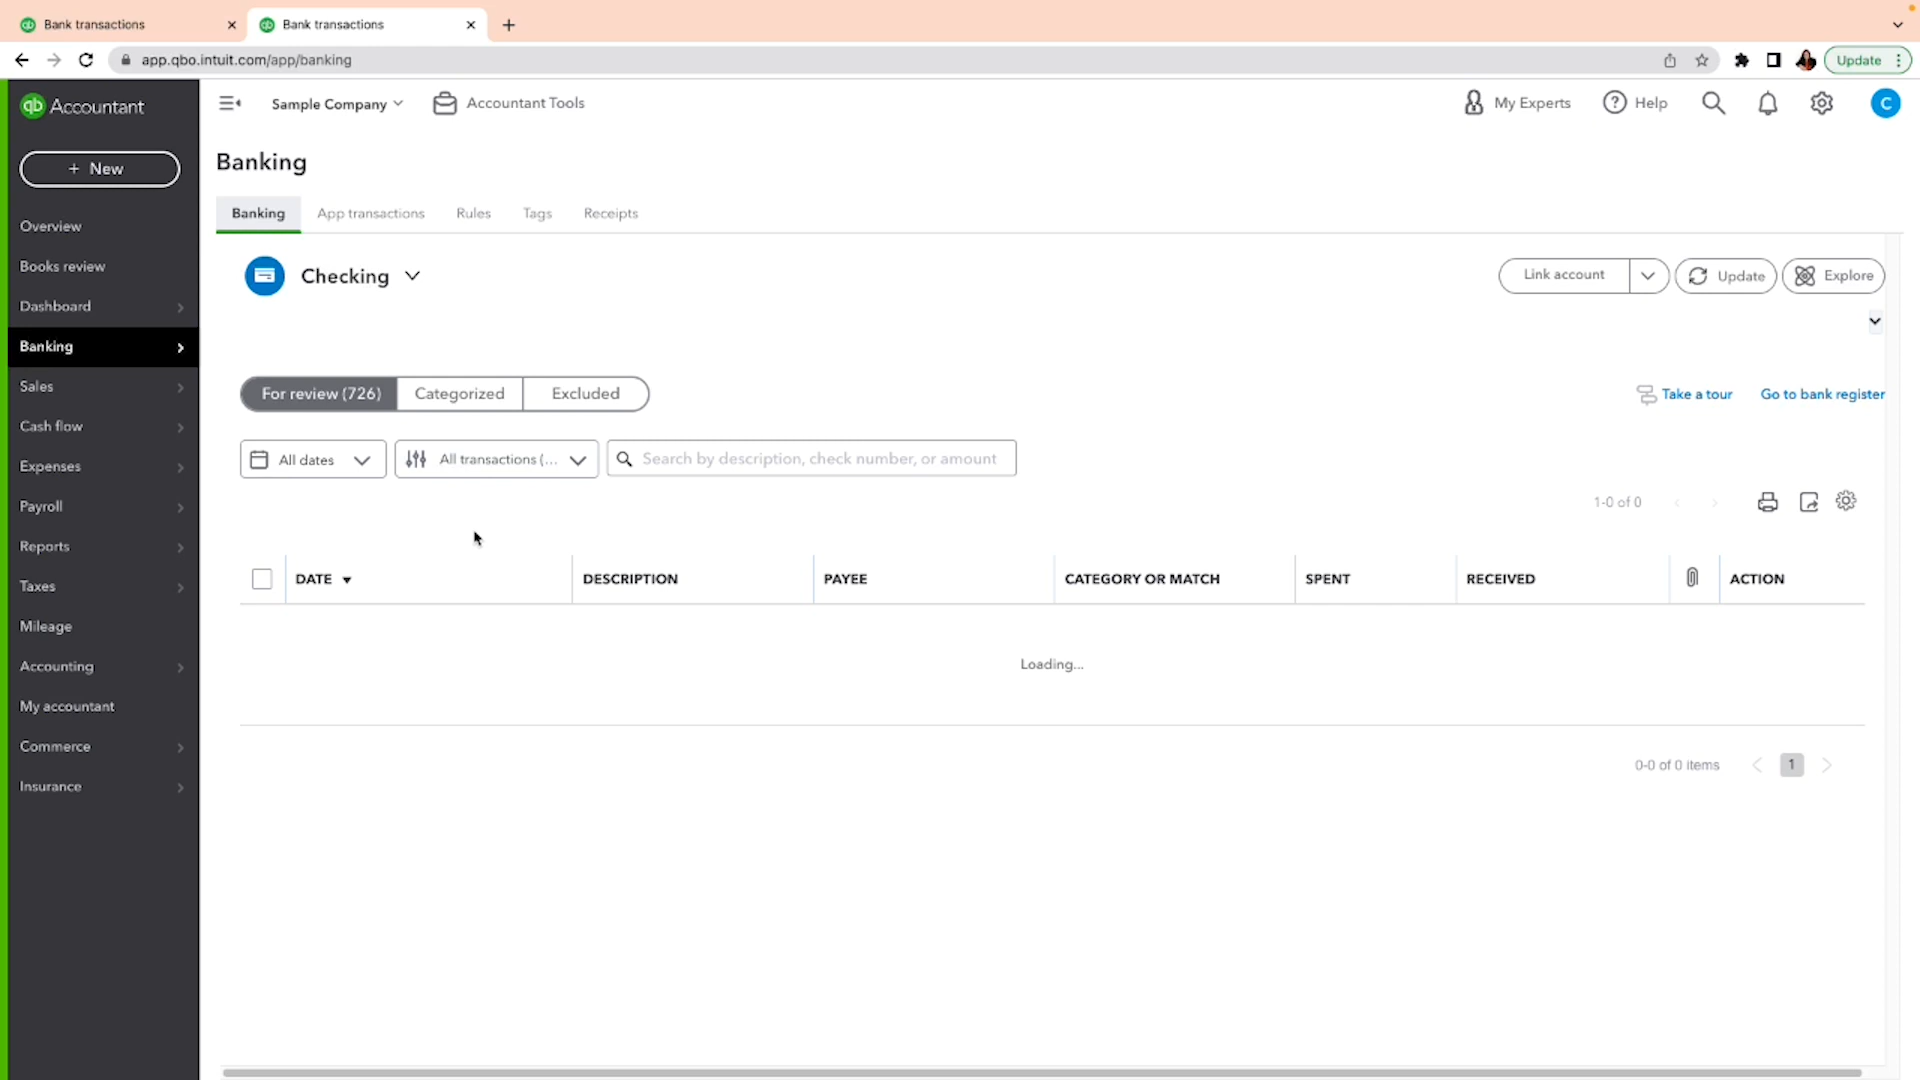 Bank transactions
Bank transactions
app.qbo.intuit.com/app/banking
Update
qb Accountant
Sample Company
Accountant Tools
My Experts
Help
C
+ New
Banking
Overview
Books review
Dashboard
Banking
Sales
Cash flow
Expenses
Payroll
Reports
Taxes
Mileage
Accounting
My accountant
Commerce
Insurance
Banking
App transactions
Rules
Tags
Receipts
Checking
Link account
Update
Explore
For review (726)
Categorized
Excluded
Take a tour
Go to bank register
All dates
All transactions (...
Search by description, check number, or amount
1-0 of 0
DATE
DESCRIPTION
PAYEE
CATEGORY OR MATCH
SPENT
RECEIVED
ACTION
Loading...
0-0 of 0 items
1